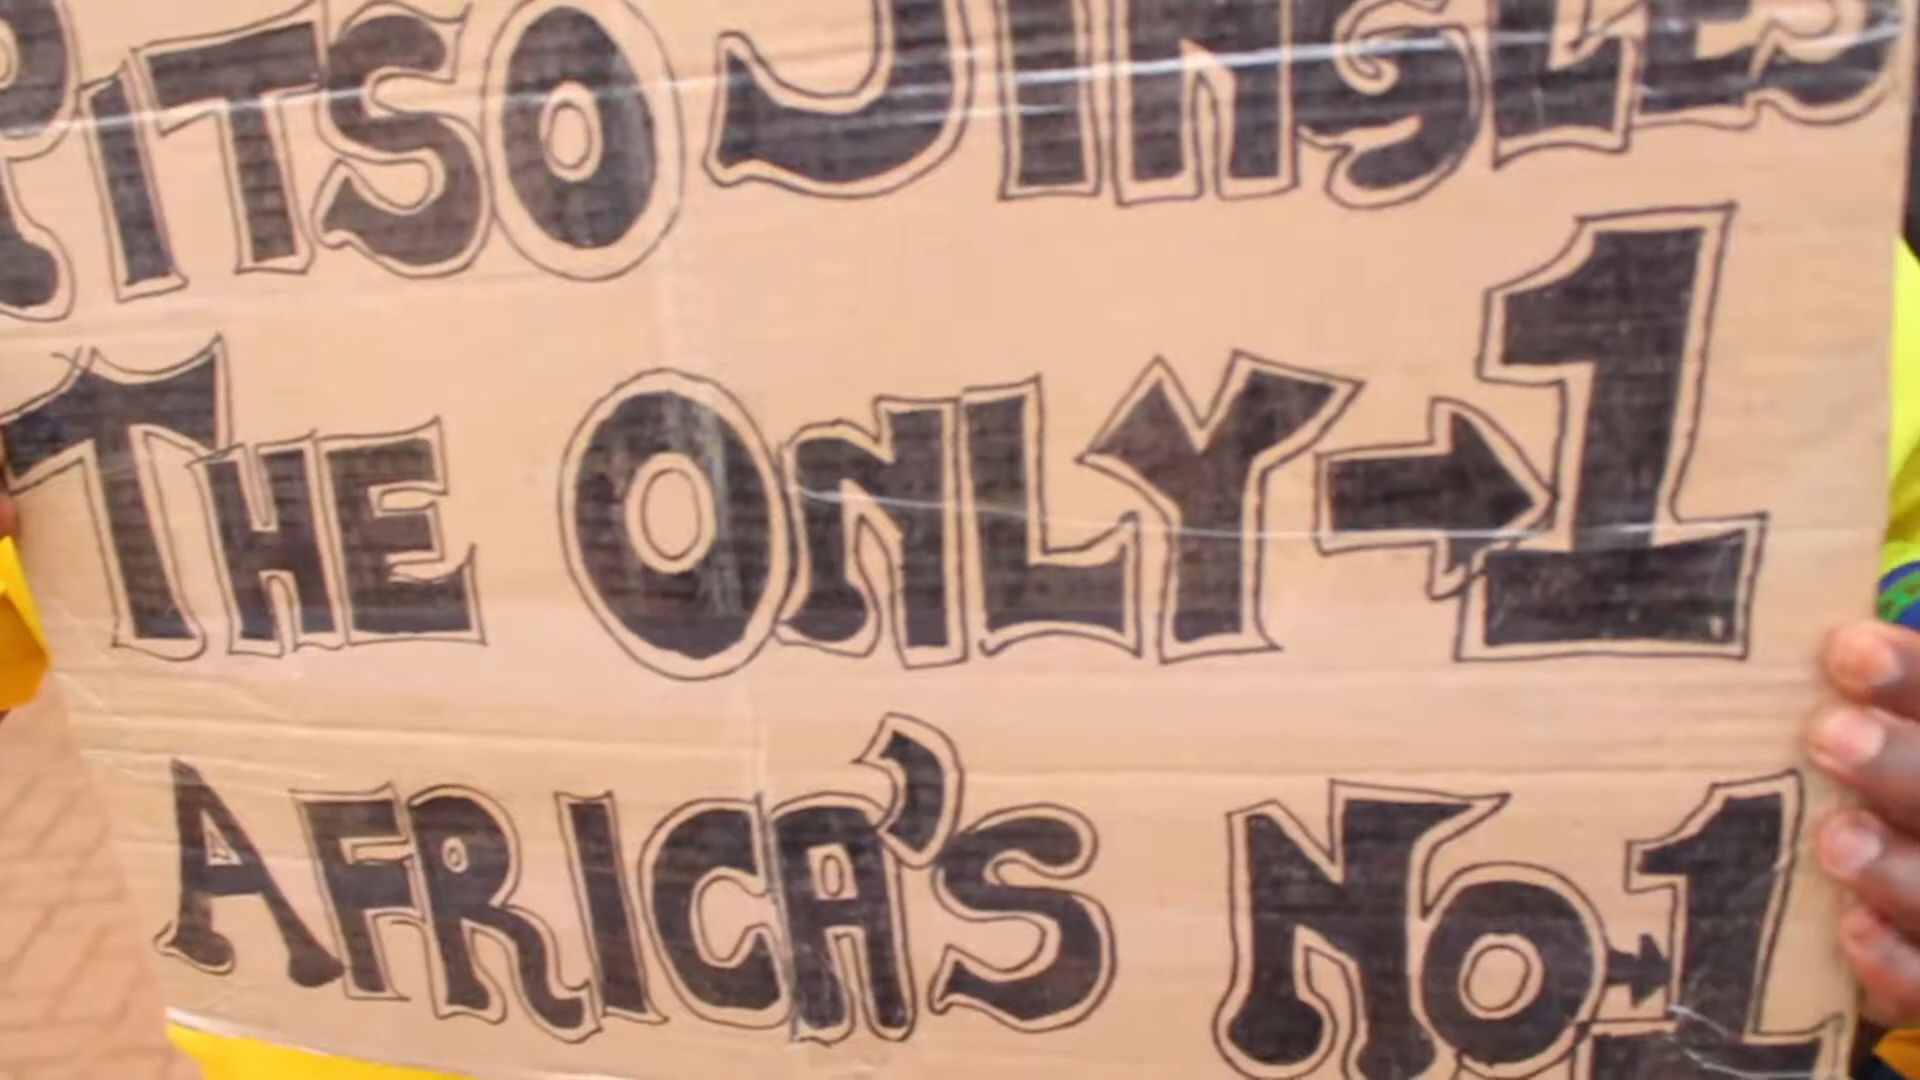 PITSO JINGLES
THE ONLY → 1
AFRICA'S No → 1